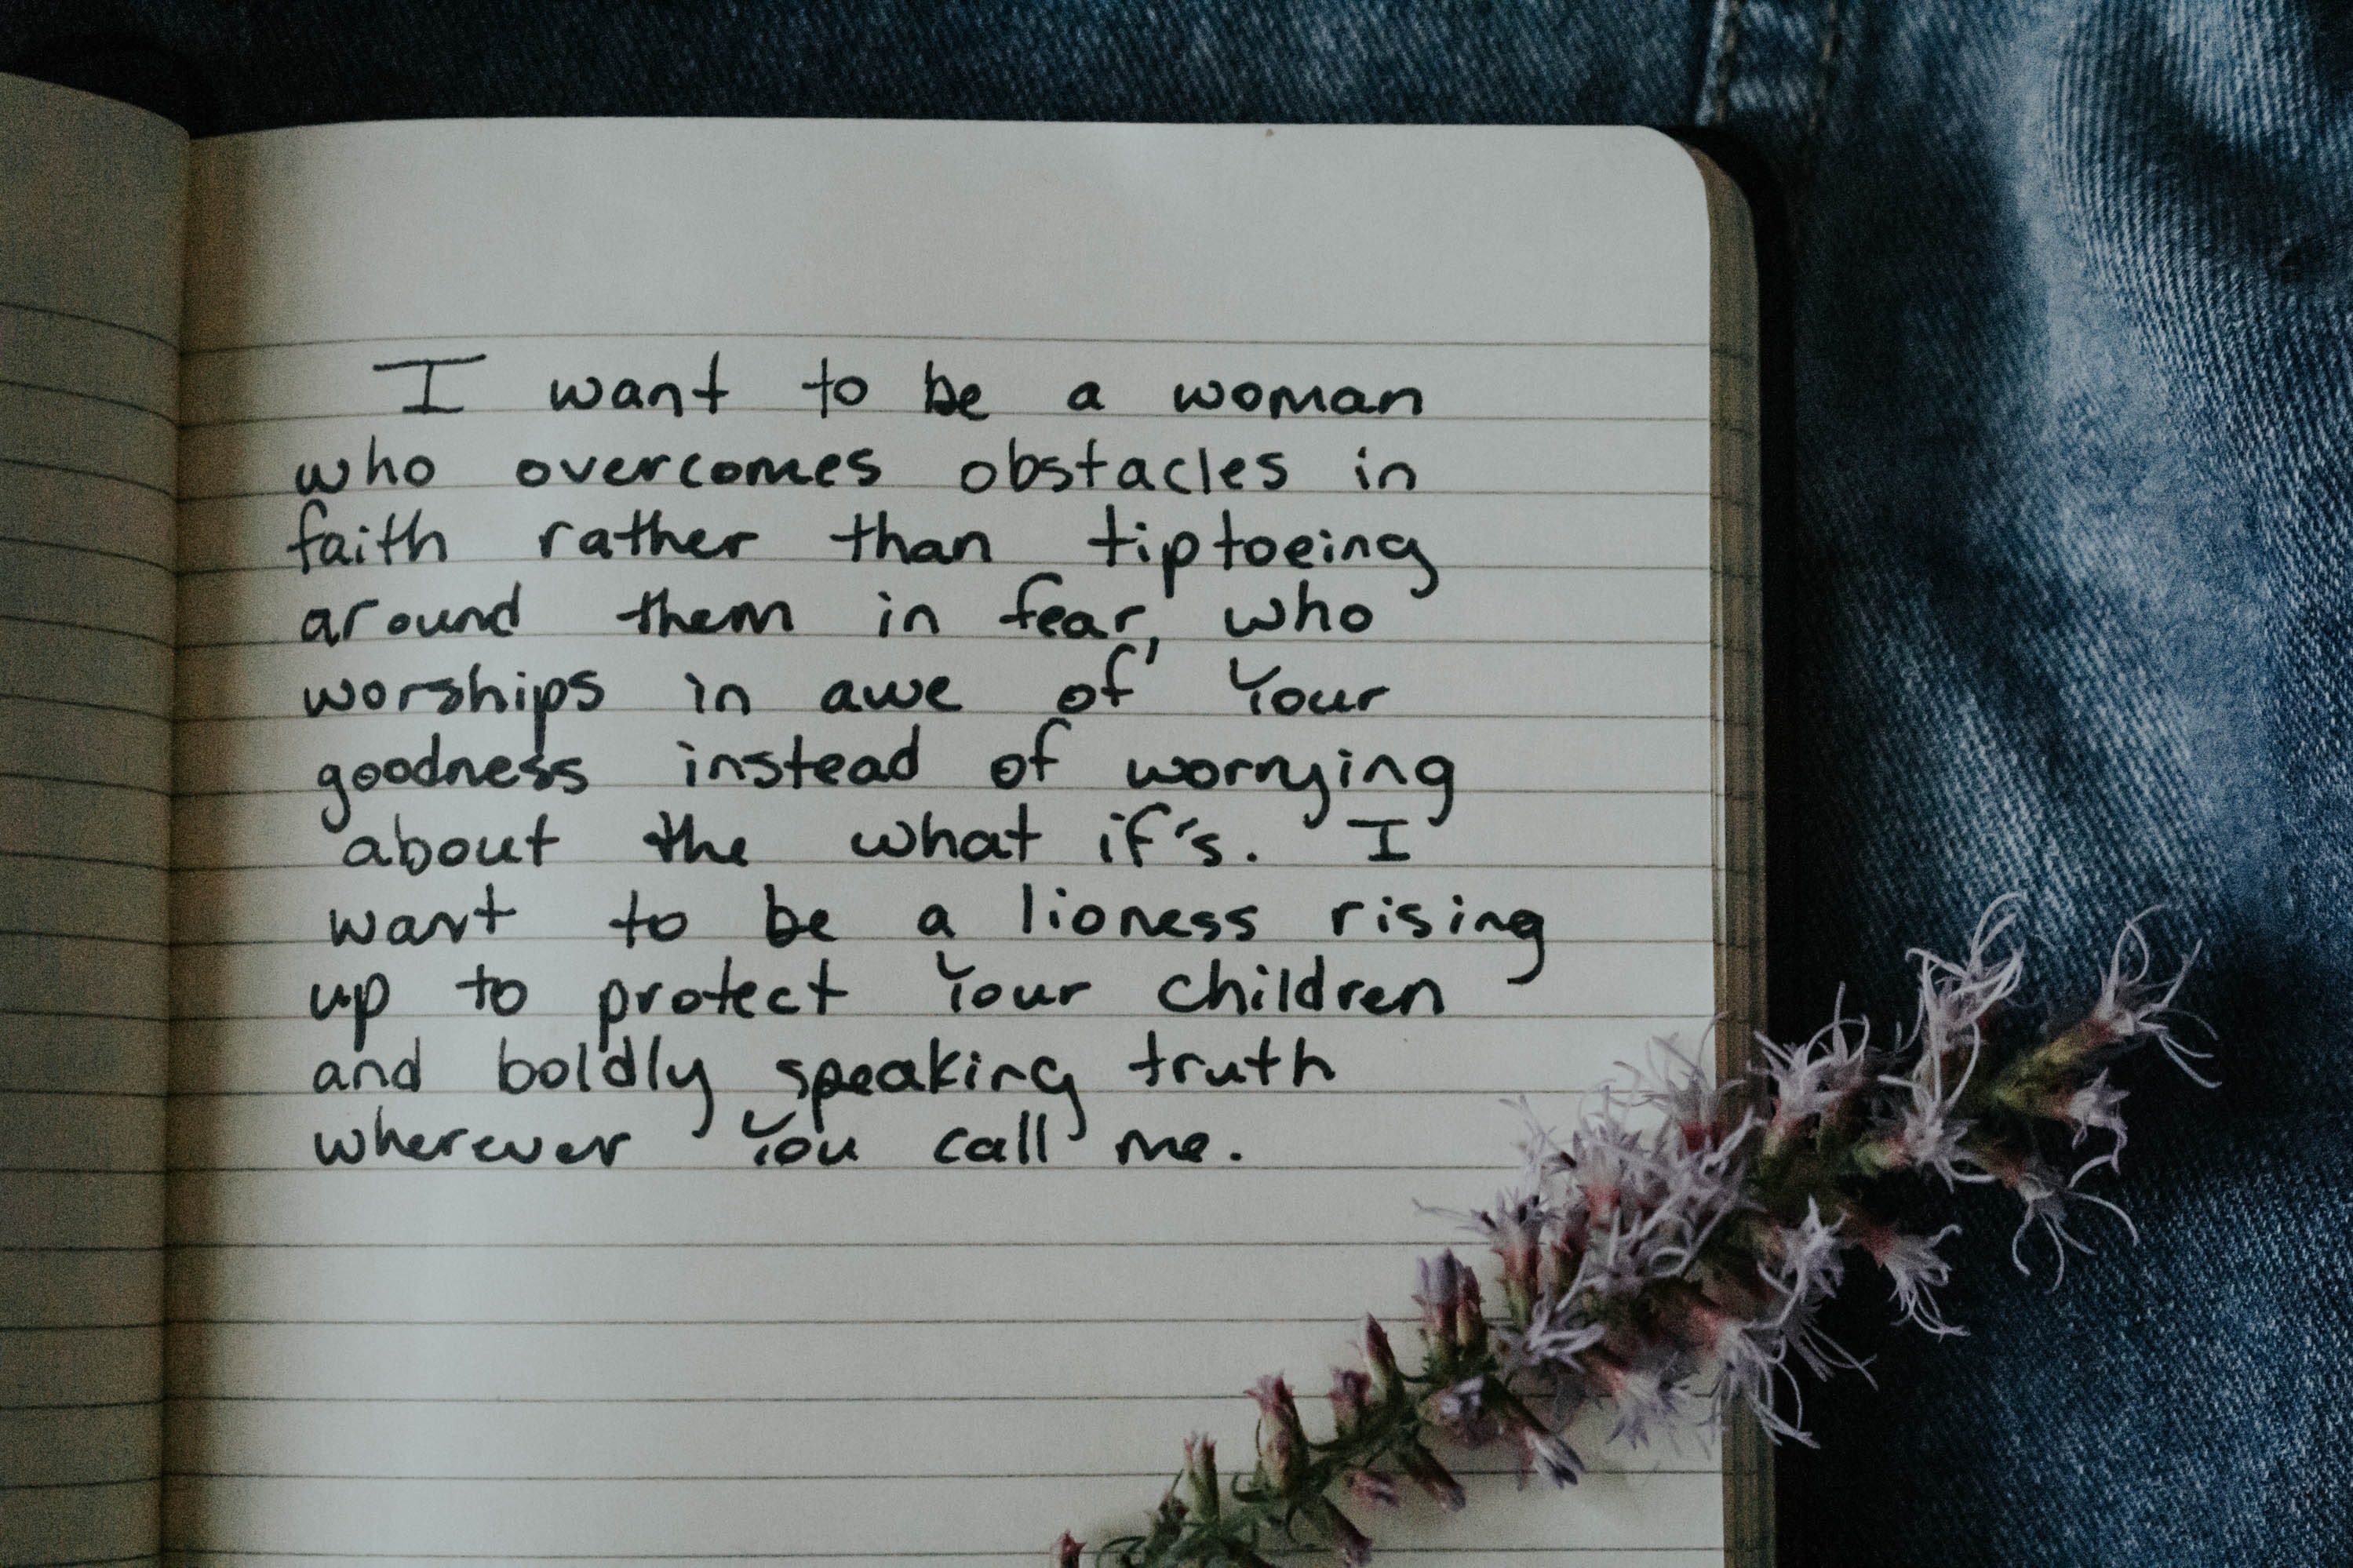 I want to be a woman
who overcomes obstacles in
faith rather than tiptoeing
around them in fear, who
worships in awe of Your
goodness instead of worrying
about the what if's. I
want to be a lioness rising
up to protect Your children
and boldly speaking truth
wherever You call me.